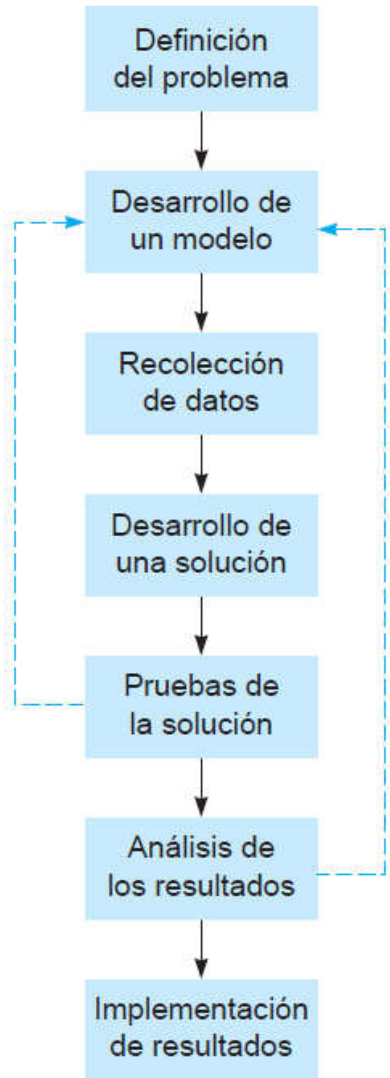 Definición
del problema
Desarrollo de
un modelo
Recolección
de datos
Desarrollo de
una solución
Pruebas de
la solución
Análisis de
los resultados
Implementación
de resultados